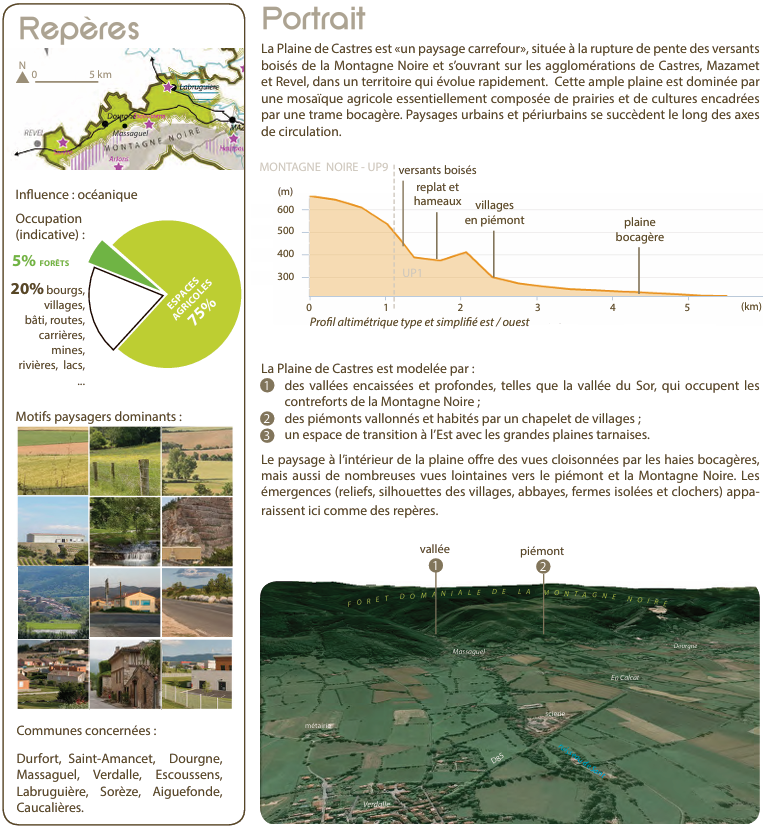 Repères
N
0 5 km
Labruguière
Dourgne
Massaguel
REVEL
MONTAGNE NOIRE
Arfons
Influence : océanique
Occupation
(indicative) :
5% FORÊTS
20% bourgs,
villages,
bâti, routes,
carrières,
mines,
rivières, lacs,
...
ESPACES
AGRICOLES
75%
Motifs paysagers dominants :
Communes concernées :
Durfort, Saint-Amancet, Dourgne,
Massaguel, Verdalle, Escoussens,
Labruguière, Sorèze, Aiguefonde,
Caucalières.
Portrait
La Plaine de Castres est «un paysage carrefour», située à la rupture de pente des versants
boisés de la Montagne Noire et s’ouvrant sur les agglomérations de Castres, Mazamet
et Revel, dans un territoire qui évolue rapidement. Cette ample plaine est dominée par
une mosaïque agricole essentiellement composée de prairies et de cultures encadrées
par une trame bocagère. Paysages urbains et périurbains se succèdent le long des axes
de circulation.
MONTAGNE NOIRE - UP9
versants boisés
replat et
hameaux
villages
en piémont
plaine
bocagère
(m)
600
500
400
300
UP1
0 1 2 3 4 5 (km)
Profil altimétrique type et simplifié est / ouest
La Plaine de Castres est modelée par :
1 des vallées encaissées et profondes, telles que la vallée du Sor, qui occupent les
contreforts de la Montagne Noire ;
2 des piémonts vallonnés et habités par un chapelet de villages ;
3 un espace de transition à l’Est avec les grandes plaines tarnaises.
Le paysage à l’intérieur de la plaine offre des vues cloisonnées par les haies bocagères,
mais aussi de nombreuses vues lointaines vers le piémont et la Montagne Noire. Les
émergences (reliefs, silhouettes des villages, abbayes, fermes isolées et clochers) appa-
raissent ici comme des repères.
vallée
1
piémont
2
FORÊT DOMANIALE DE LA MONTAGNE NOIRE
Massaguel
Dourgne
En Calcat
métairie
scierie
D85
Verdalle